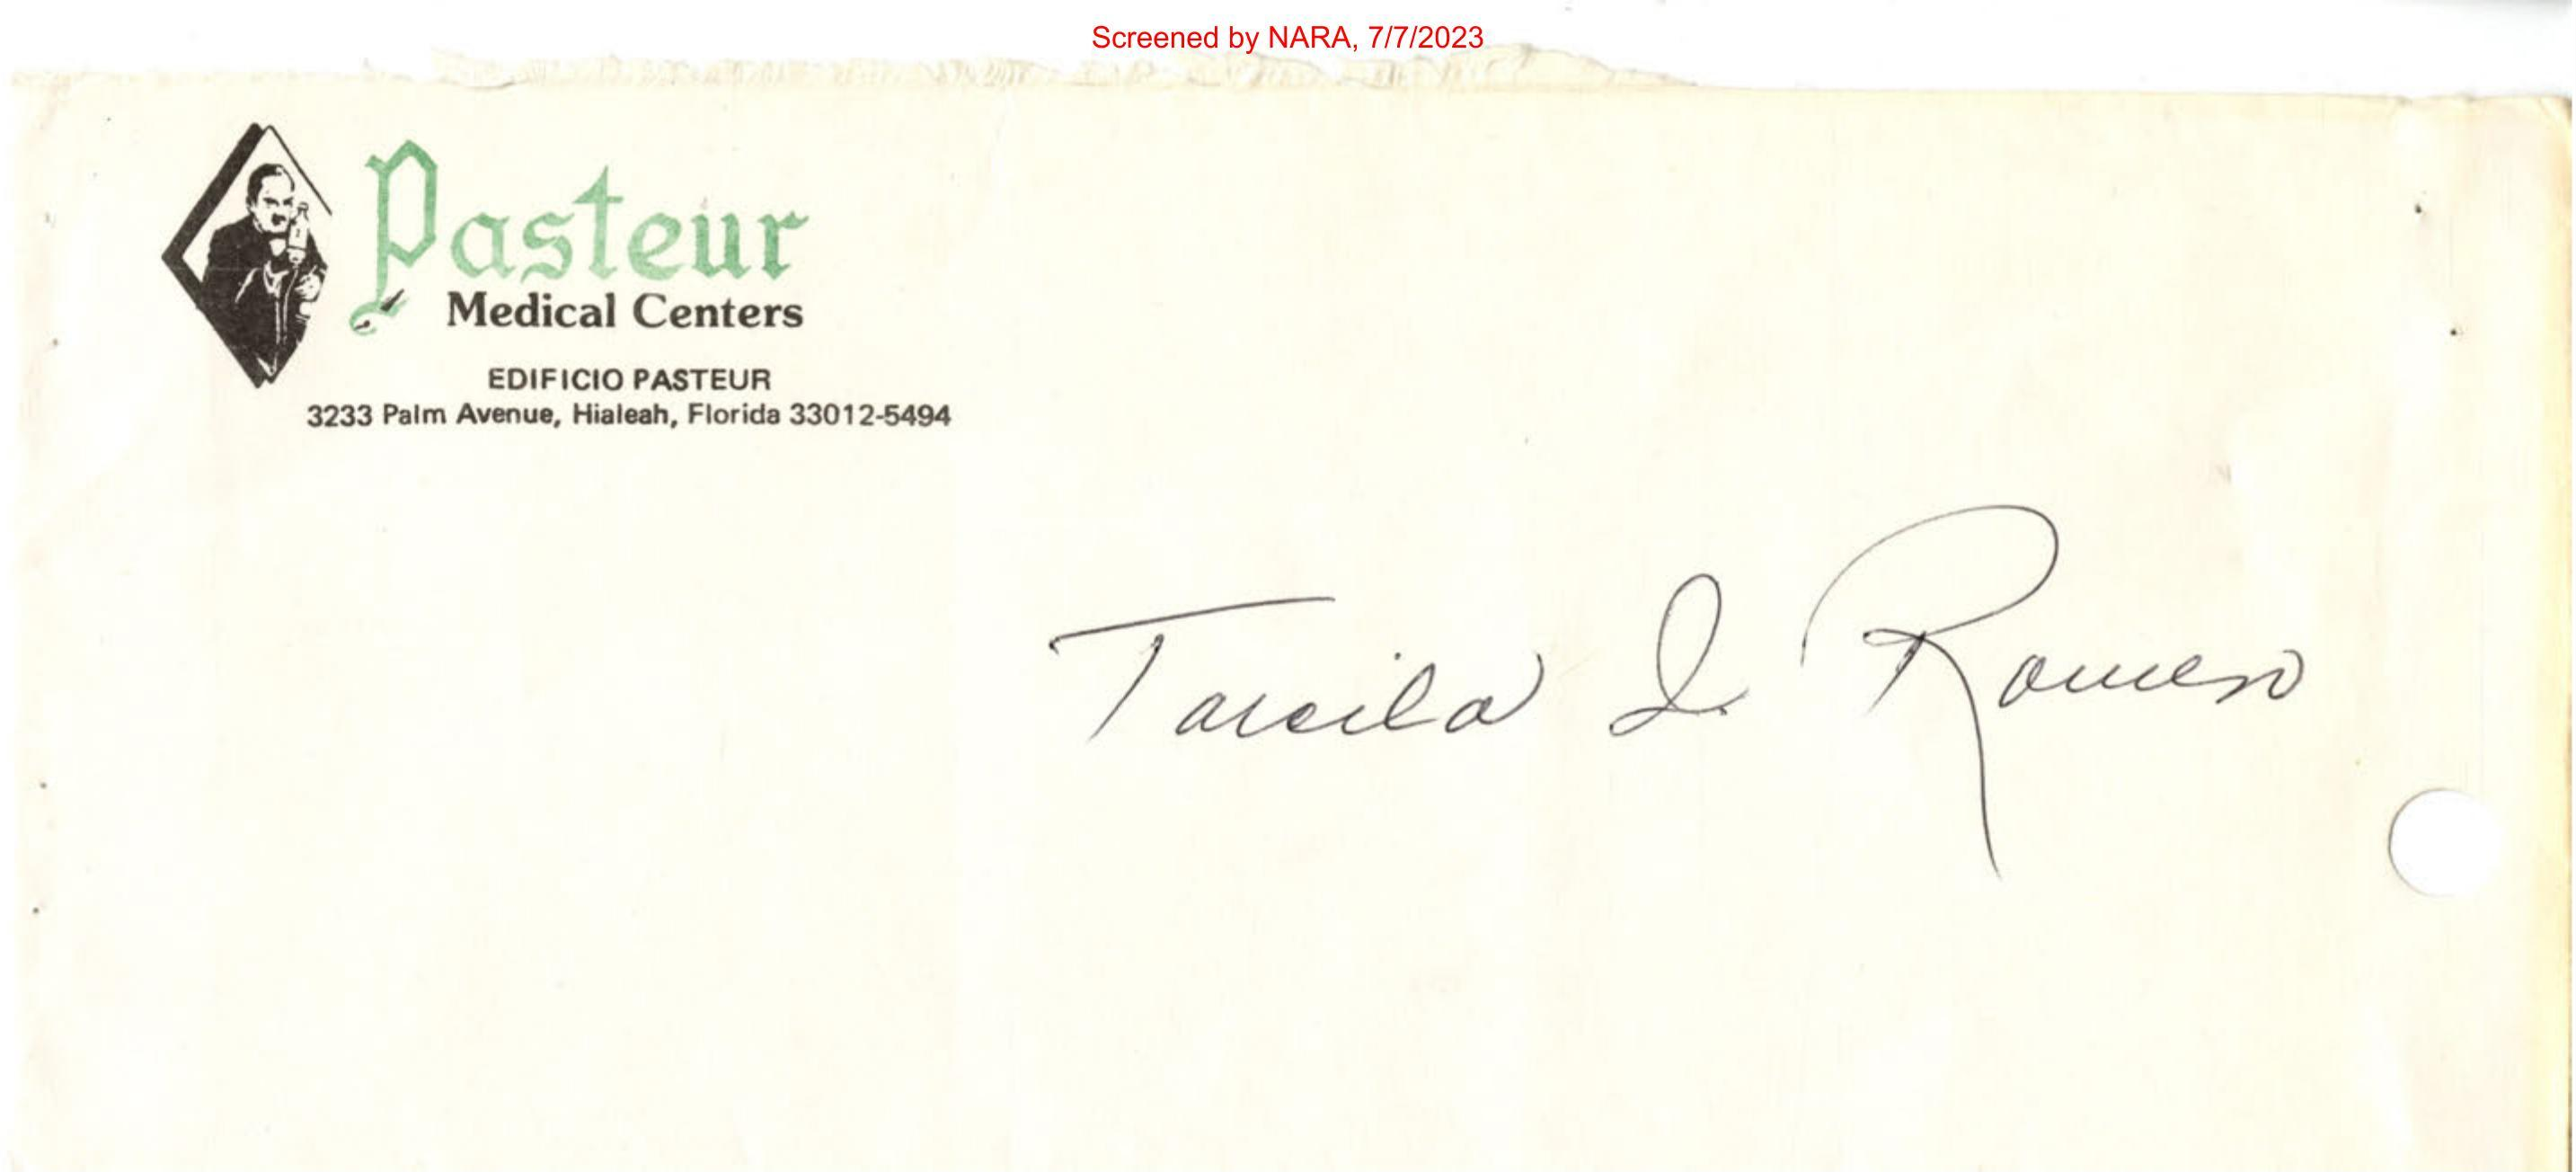 Screened by NARA, 7/7/2023
Pasteur
Medical Centers
EDIFICIO PASTEUR
3233 Palm Avenue, Hialeah, Florida 33012-5494
Tarcila I. Romero